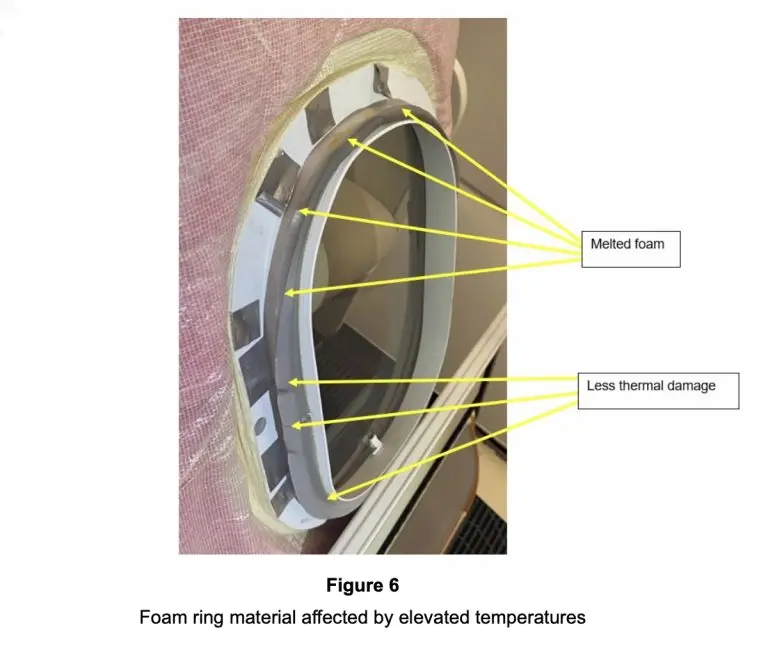 Melted foam
Less thermal damage
Figure 6
Foam ring material affected by elevated temperatures